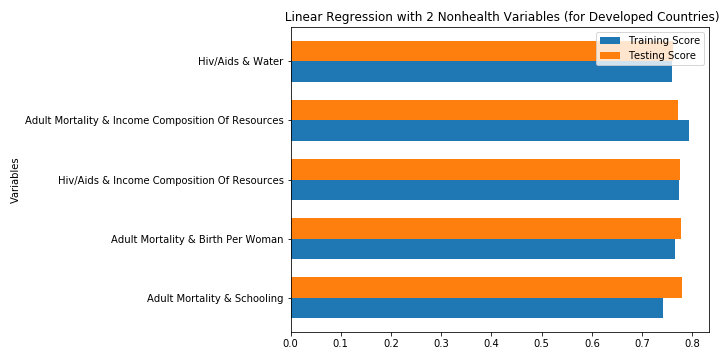 Linear Regression with 2 Nonhealth Variables (for Developed Countries)
Training Score
Testing Score
Hiv/Aids & Water
Adult Mortality & Income Composition Of Resources
Hiv/Aids & Income Composition Of Resources
Adult Mortality & Birth Per Woman
Adult Mortality & Schooling
Variables
0.0 0.1 0.2 0.3 0.4 0.5 0.6 0.7 0.8